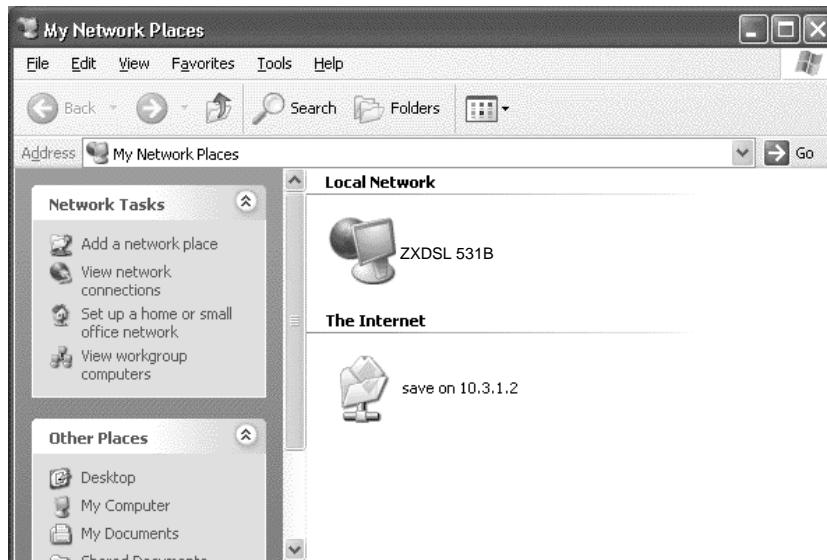 My Network Places
File Edit View Favorites Tools Help
Back Search Folders
Address My Network Places Go
Network Tasks
Add a network place
View network
connections
Set up a home or small
office network
View workgroup
computers
Other Places
Desktop
My Computer
My Documents
Shared Documents
Local Network
ZXDSL 531B
The Internet
save on 10.3.1.2